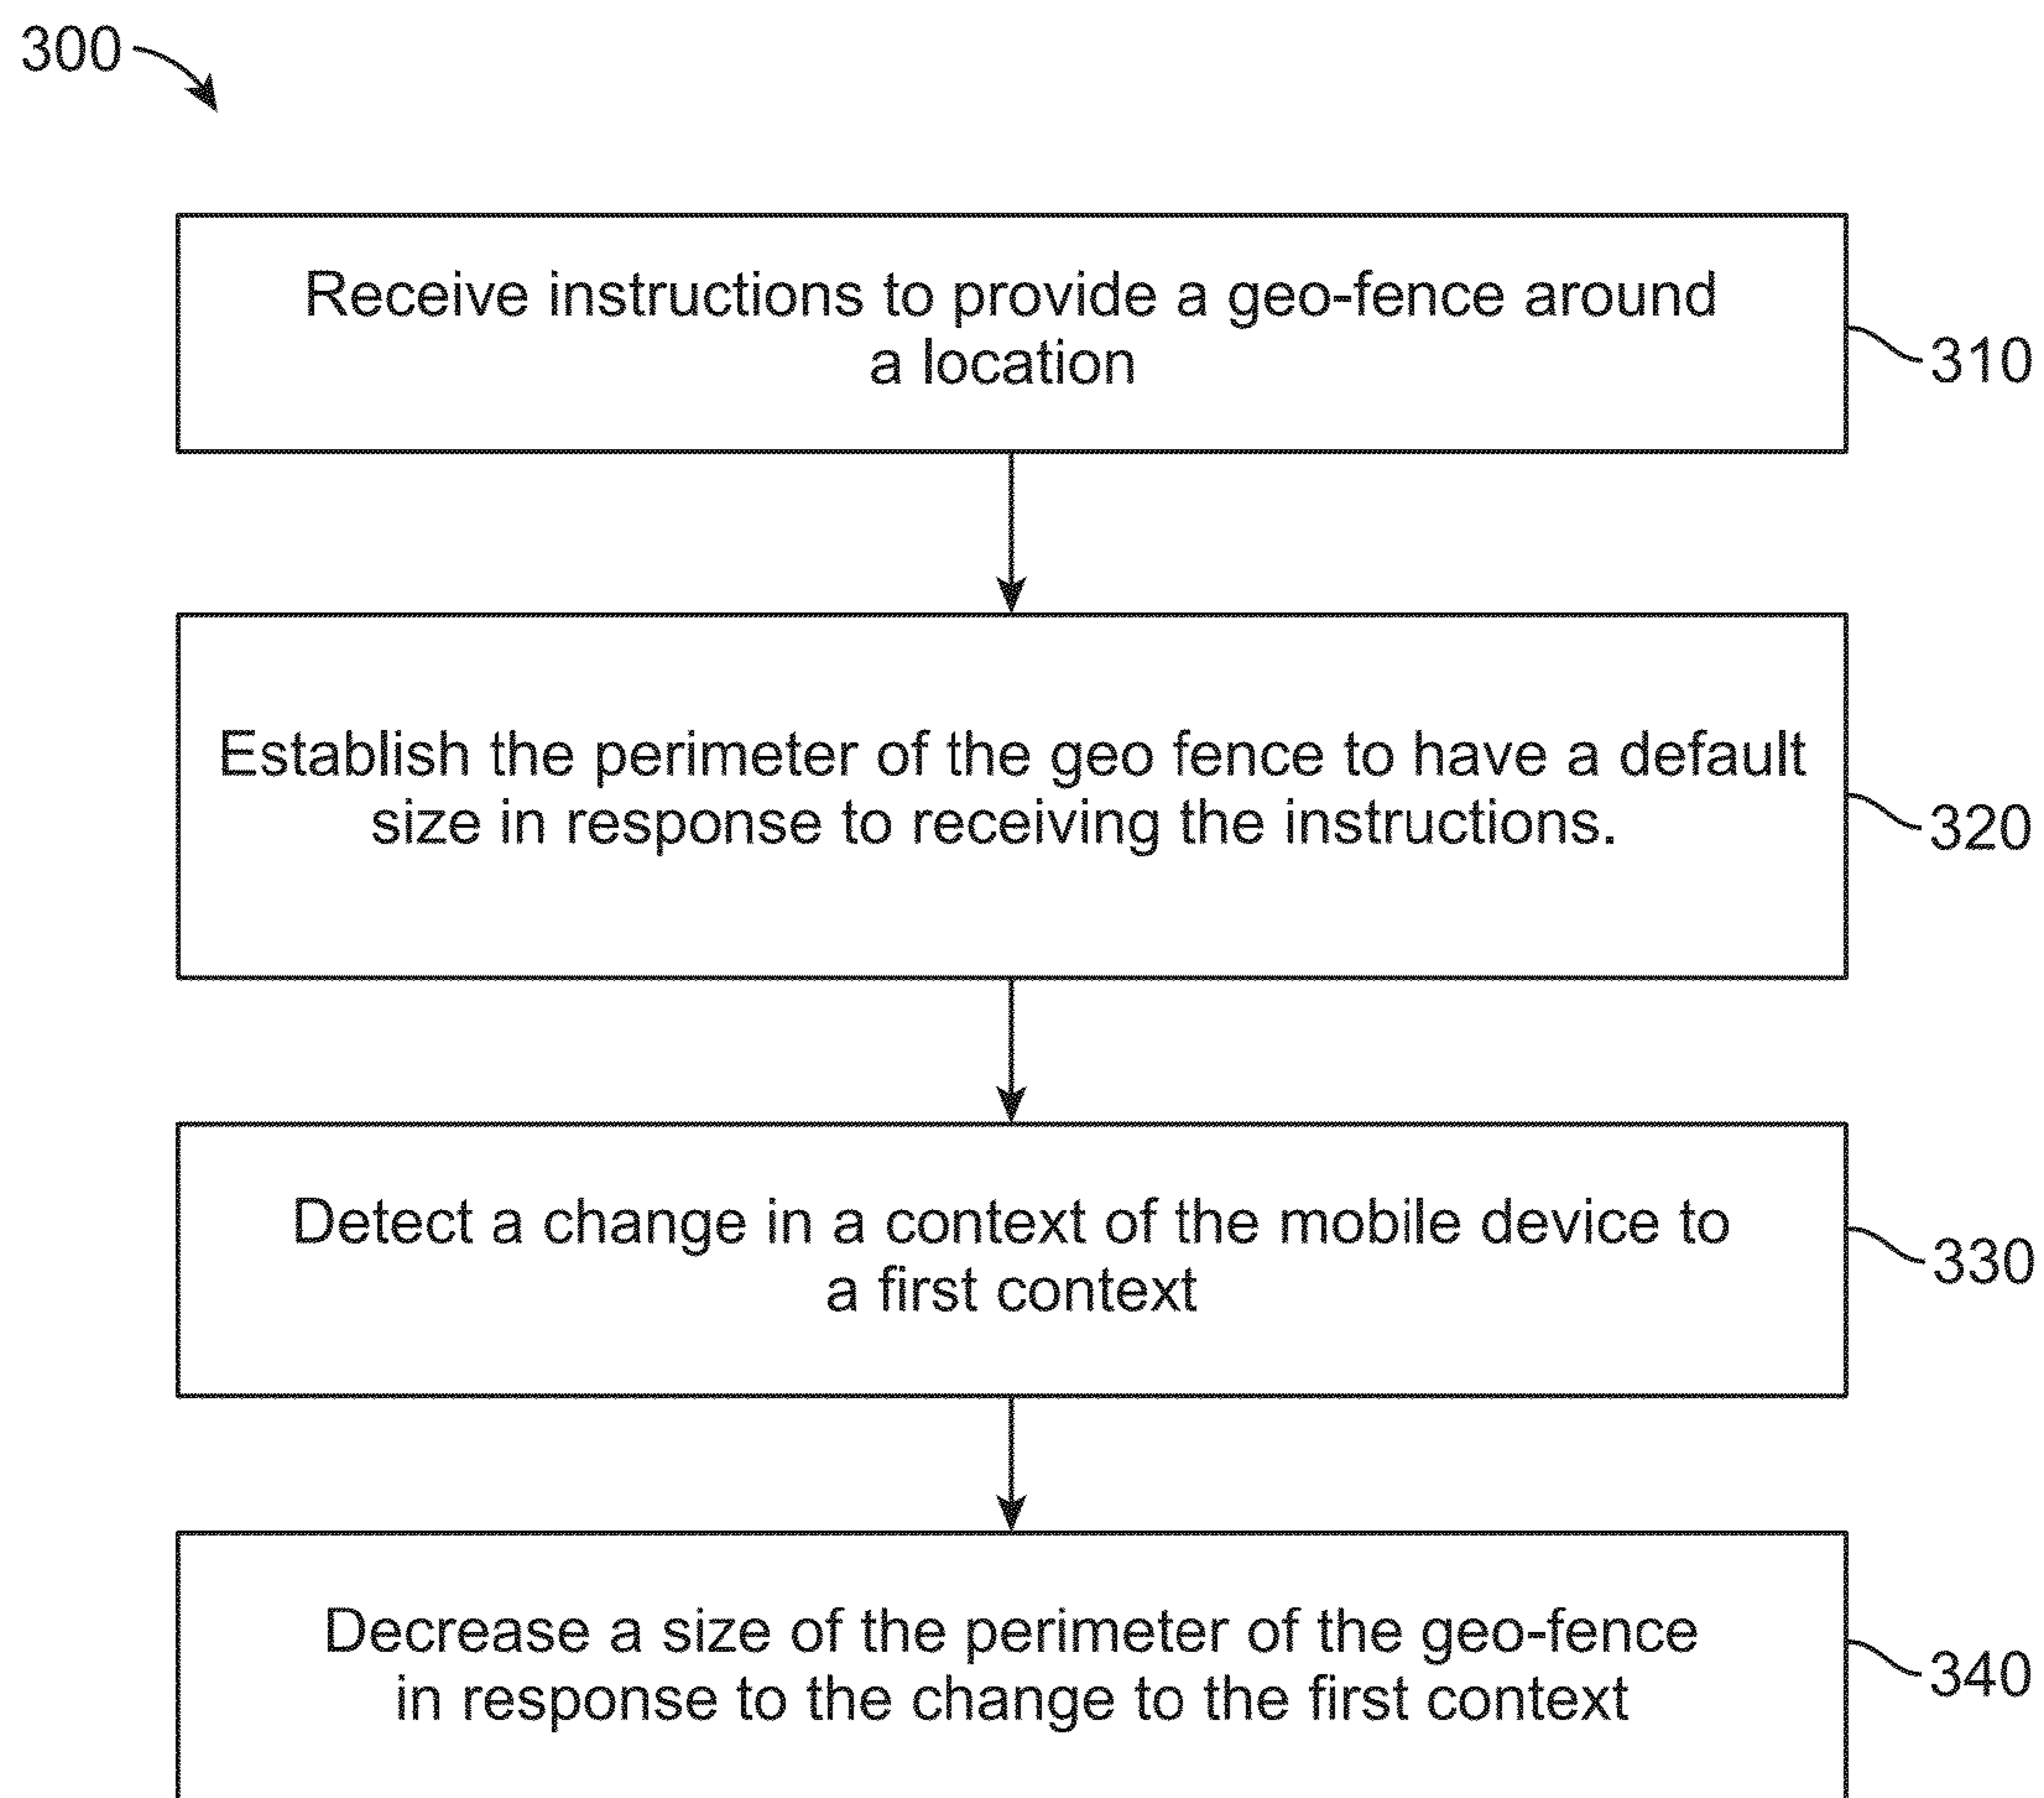 300
Receive instructions to provide a geo-fence around
a location
310
Establish the perimeter of the geo fence to have a default
size in response to receiving the instructions.
320
Detect a change in a context of the mobile device to
a first context
330
Decrease a size of the perimeter of the geo-fence
in response to the change to the first context
340